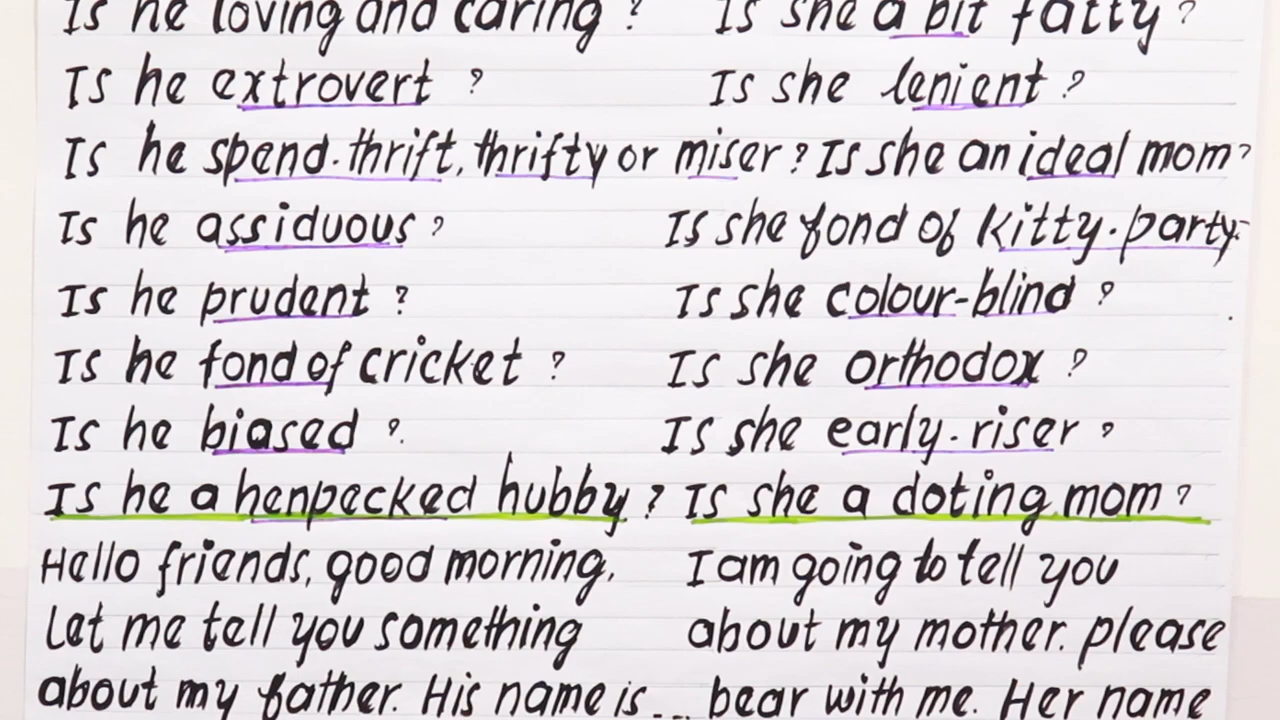 Is he loving and caring ? Is she a bit fatty ?
Is he extrovert ? Is she lenient ?
Is he spend-thrift, thrifty or miser ? Is she an ideal mom ?
Is he assiduous ? Is she fond of kitty-party
Is he prudent ? Is she colour-blind ?
Is he fond of cricket ? Is she orthodox ?
Is he biased ? Is she early-riser ?
Is he a henpecked hubby ? Is she a doting mom ?
Hello friends, good morning. I am going to tell you
Let me tell you something about my mother. please
about my father. His name is ... bear with me. Her name